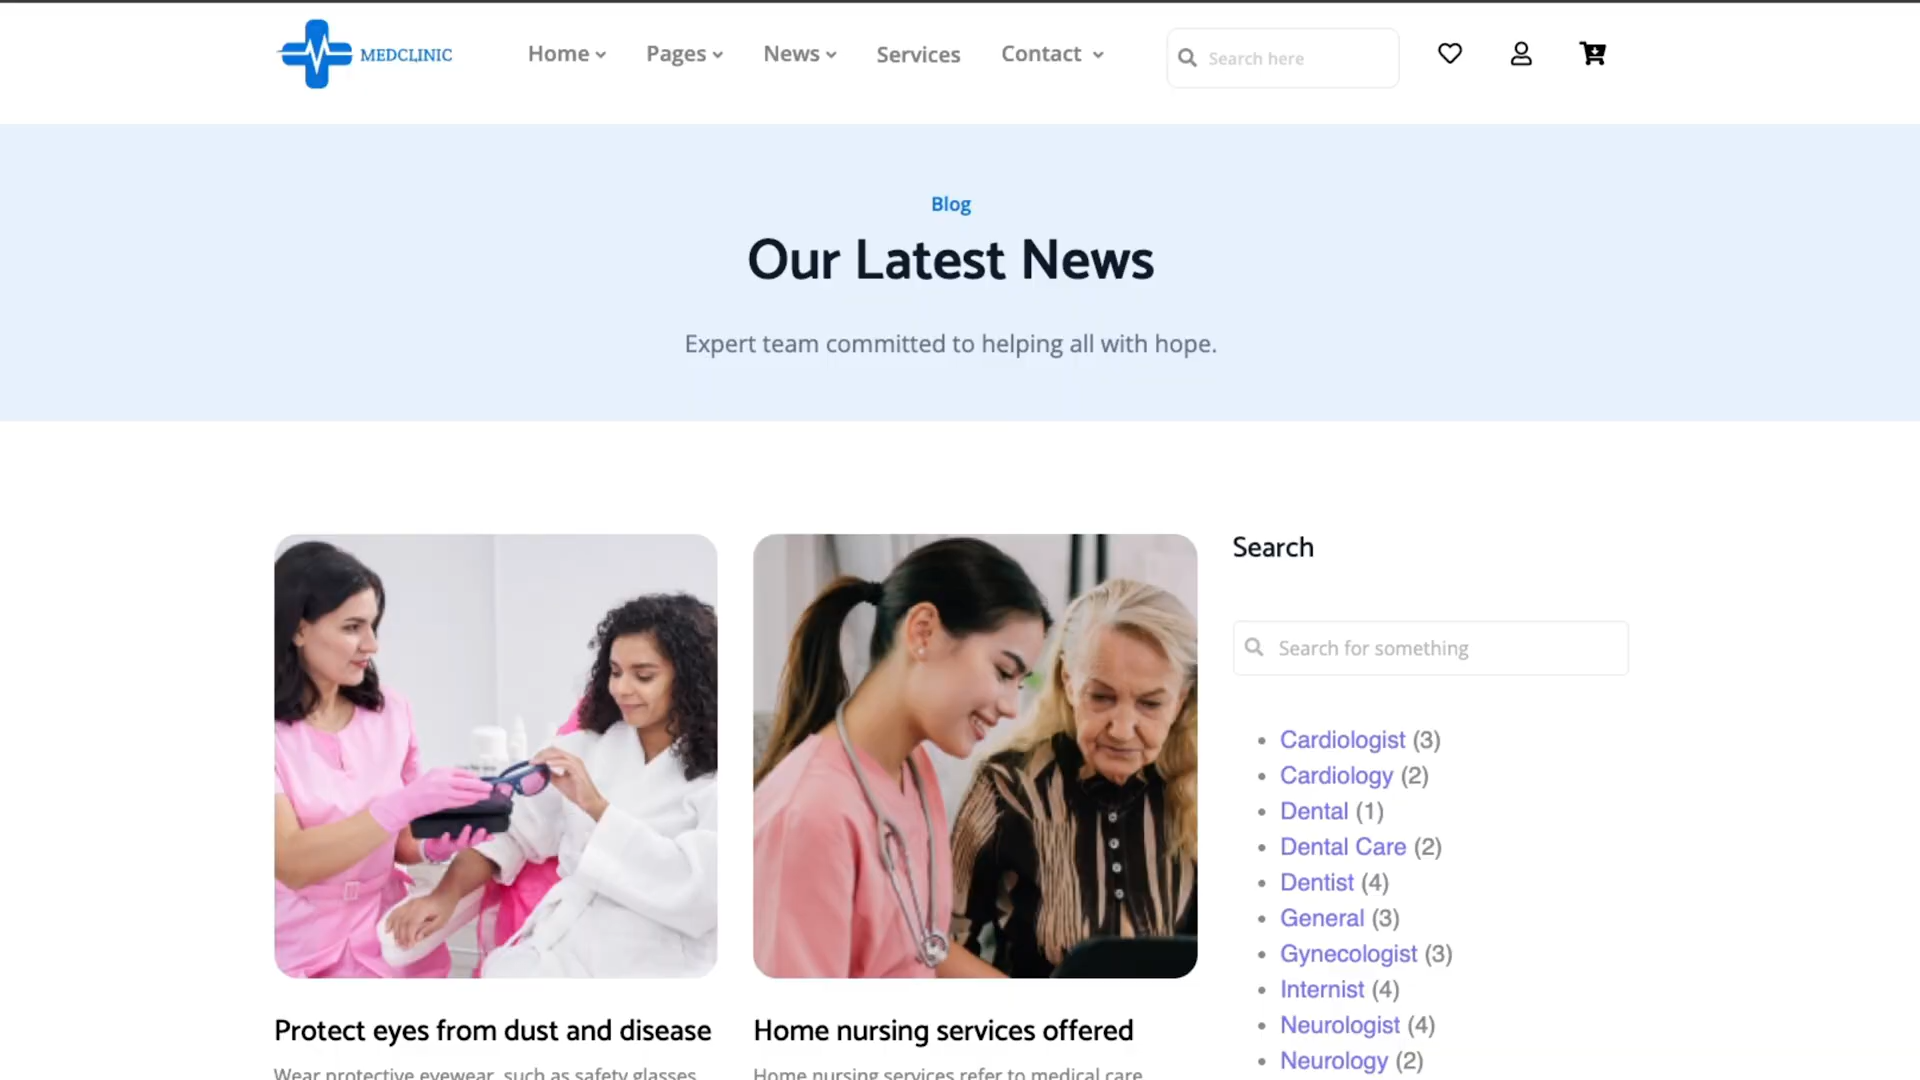 MEDCLINIC
Home
Pages
News
Services
Contact
Search here
Blog
Our Latest News
Expert team committed to helping all with hope.
Search
Search for something
Cardiologist (3)
Cardiology (2)
Dental (1)
Dental Care (2)
Dentist (4)
General (3)
Gynecologist (3)
Internist (4)
Neurologist (4)
Neurology (2)
Protect eyes from dust and disease
Wear protective eyewear, such as safety glasses
Home nursing services offered
Home nursing services refer to medical care